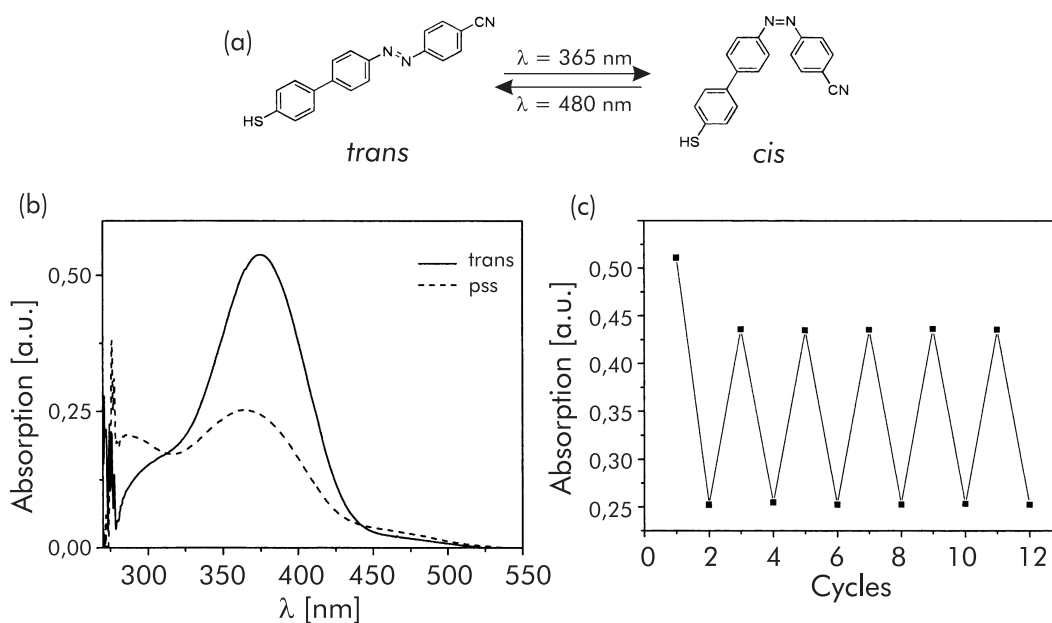 (a)
CN
N=N
HS
trans
λ = 365 nm
λ = 480 nm
N=N
CN
HS
cis
(b)
Absorption [a.u.]
0,50
0,25
0,00
trans
pss
300 350 400 450 500 550
λ [nm]
(c)
Absorption [a.u.]
0,50
0,45
0,40
0,35
0,30
0,25
0 2 4 6 8 10 12
Cycles